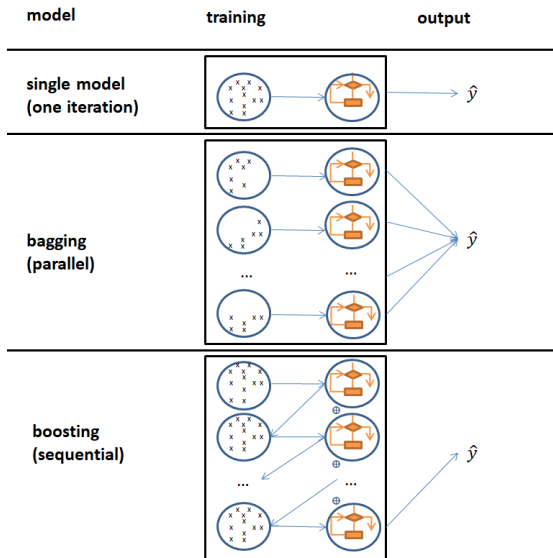 model training output
single model
(one iteration)
ŷ
bagging
(parallel)
... ...
ŷ
boosting
(sequential)
⊕
⊕
... ...
⊕
ŷ